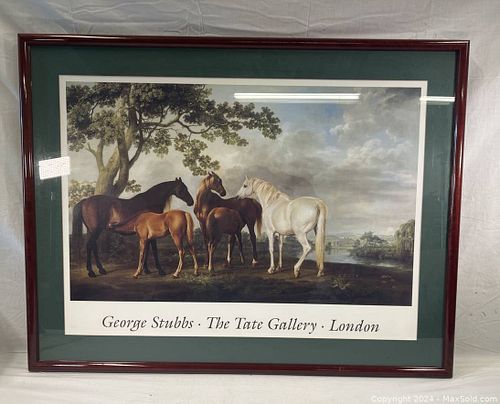 George Stubbs · The Tate Gallery · London
Copyright 2024 - MaxSold.com